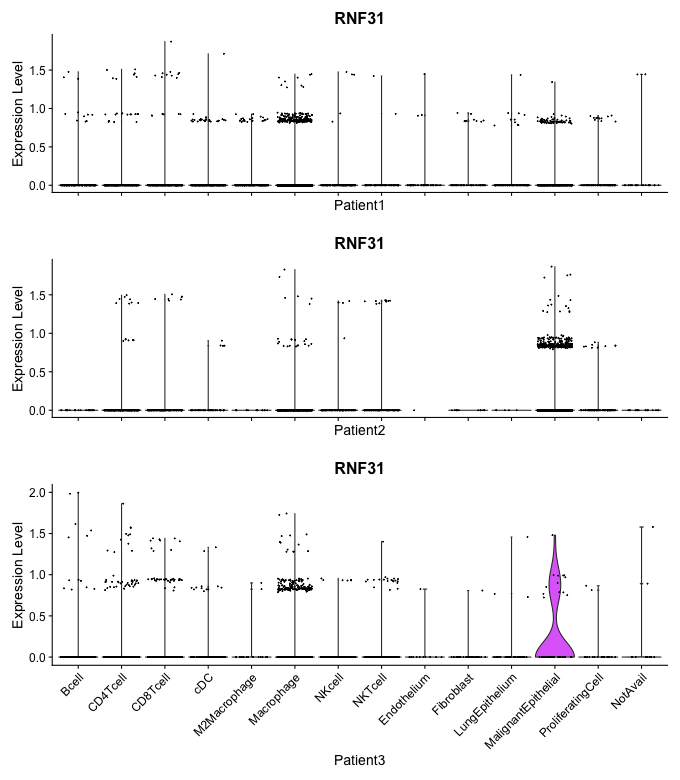 RNF31
Expression Level
1.5
1.0
0.5
0.0
Patient1
RNF31
Expression Level
1.5
1.0
0.5
0.0
Patient2
RNF31
Expression Level
2.0
1.5
1.0
0.5
0.0
Bcell
CD4Tcell
CD8Tcell
cDC
M2Macrophage
Macrophage
NKcell
NKTcell
Endothelium
Fibroblast
LungEpithelium
MalignantEpithelial
ProliferatingCell
NotAvail
Patient3